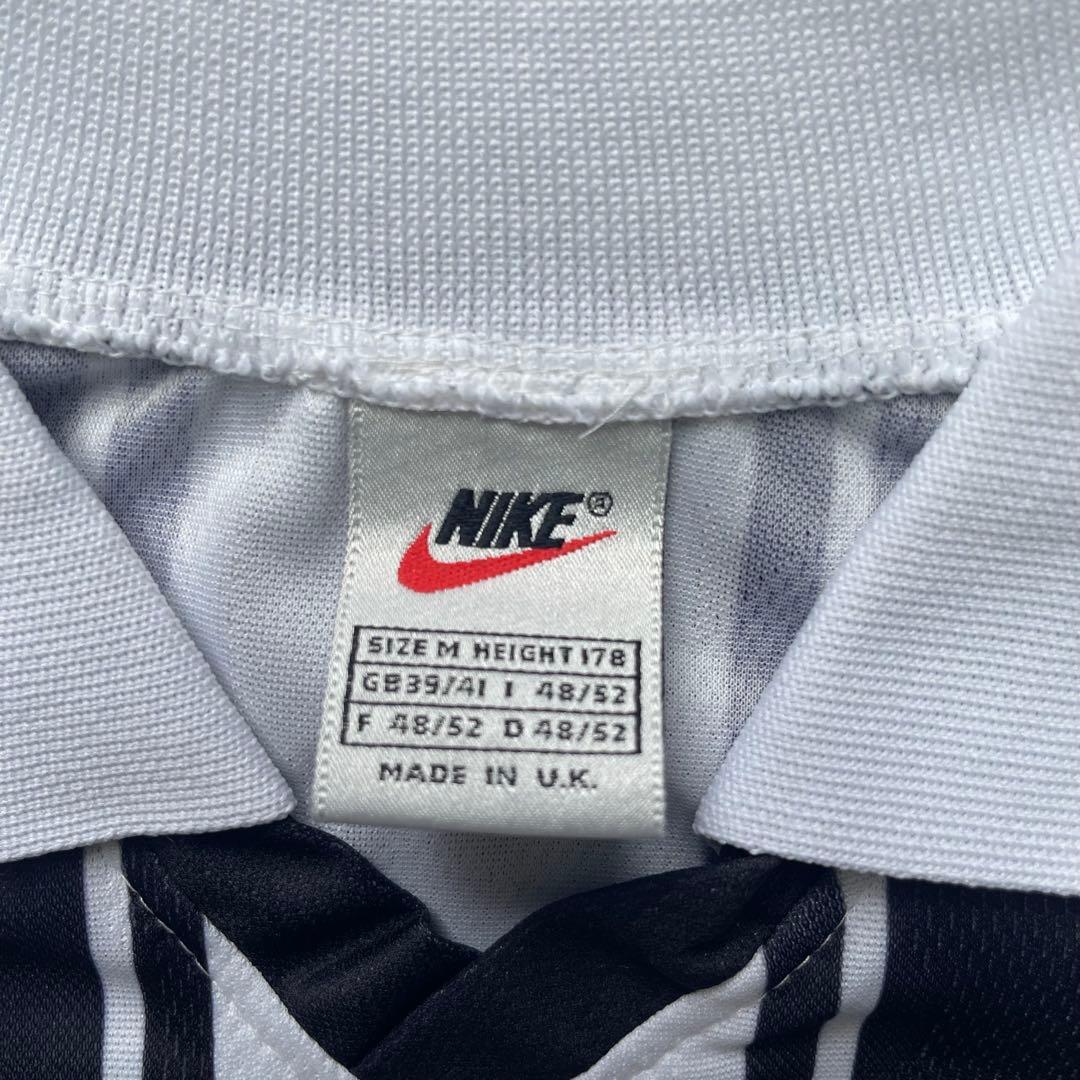 NIKE®
SIZE M HEIGHT 178
GB39/41 I 48/52
F 48/52 D 48/52
MADE IN U.K.